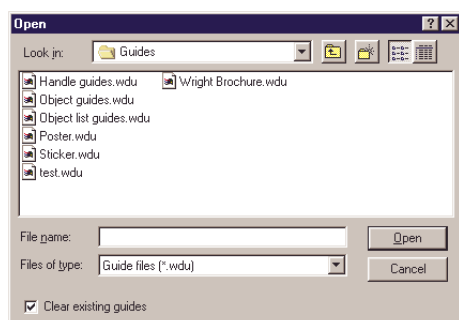 Open
Look in: Guides
Handle guides.wdu
Object guides.wdu
Object list guides.wdu
Poster.wdu
Sticker.wdu
test.wdu
Wright Brochure.wdu
File name: Open
Files of type: Guide files (*.wdu) Cancel
Clear existing guides